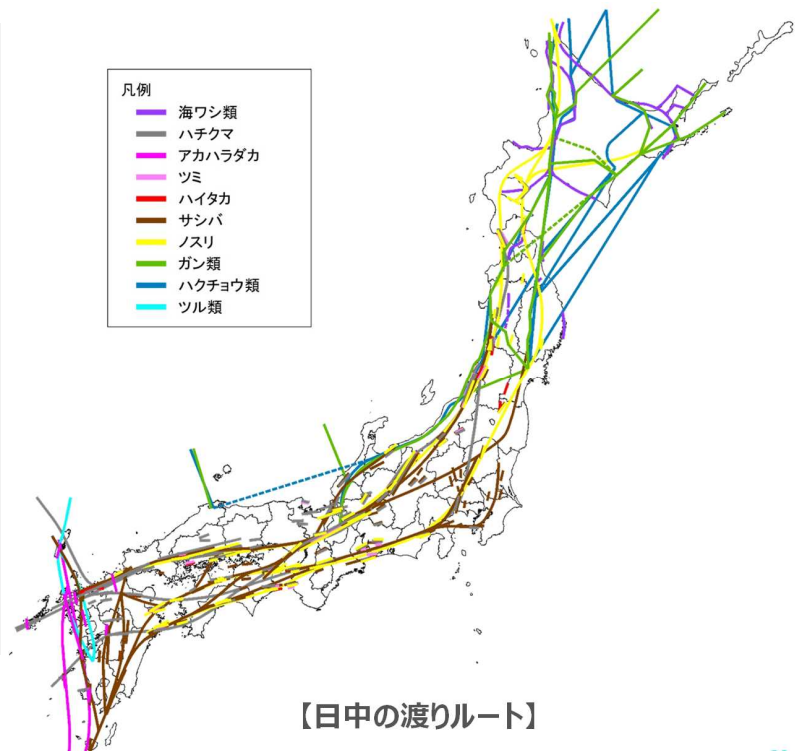 凡例
海ワシ類
ハチクマ
アカハラダカ
ツミ
ハイタカ
サシバ
ノスリ
ガン類
ハクチョウ類
ツル類
【日中の渡りルート】